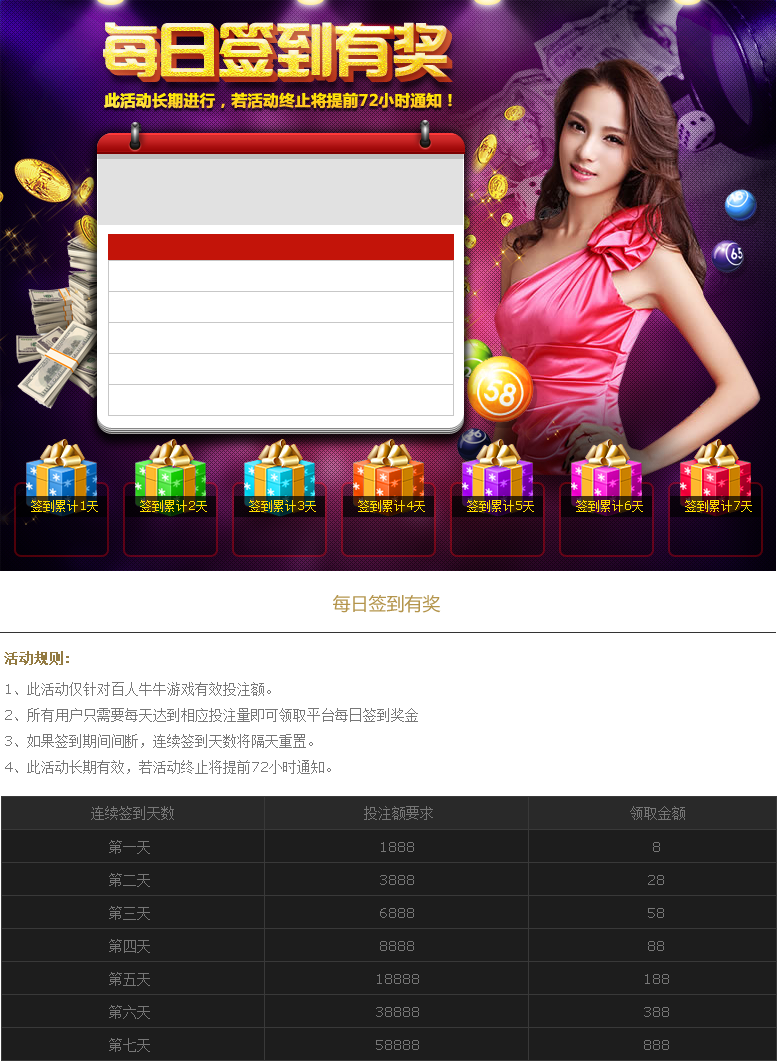 每日签到有奖
此活动长期进行，若活动终止将提前72小时通知！
65
58
签到累计1天 签到累计2天 签到累计3天 签到累计4天 签到累计5天 签到累计6天 签到累计7天
每日签到有奖
活动规则:
1、此活动仅针对百人牛牛游戏有效投注额。
2、所有用户只需要每天达到相应投注量即可领取平台每日签到奖金
3、如果签到期间间断，连续签到天数将隔天重置。
4、此活动长期有效，若活动终止将提前72小时通知。
连续签到天数 投注额要求 领取金额
第一天 1888 8
第二天 3888 28
第三天 6888 58
第四天 8888 88
第五天 18888 188
第六天 38888 388
第七天 58888 888